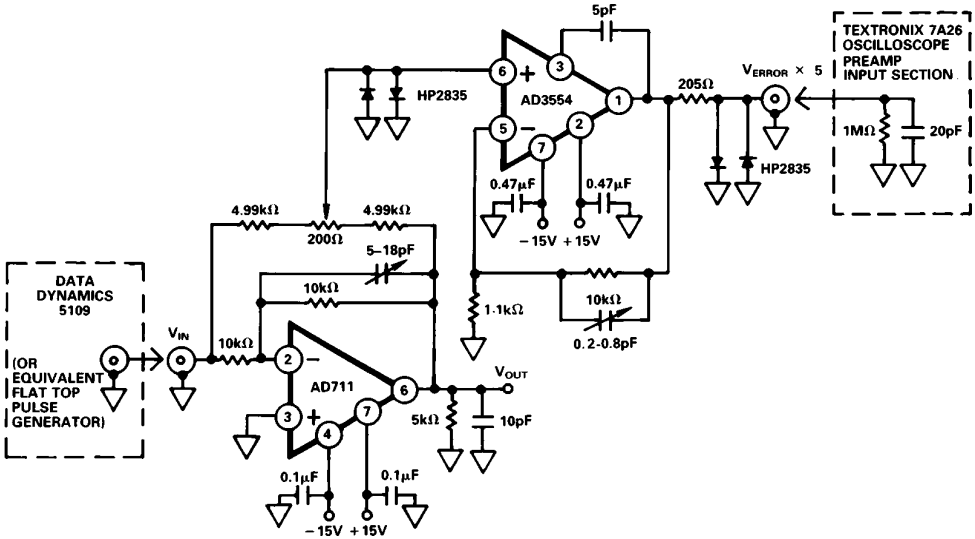 5pF
TEXTRONIX 7A26
OSCILLOSCOPE
PREAMP
INPUT SECTION
3
6
+
HP2835
AD3554
1
205Ω
VERROR × 5
5
−
2
7
1MΩ
20pF
HP2835
0.47μF
0.47μF
−15V +15V
4.99kΩ
4.99kΩ
200Ω
5–18pF
10kΩ
10kΩ
1.1kΩ
0.2-0.8pF
DATA
DYNAMICS
5109
(OR
EQUIVALENT
FLAT TOP
PULSE
GENERATOR)
VIN
10kΩ
2
−
AD711
6
VOUT
3
+
7
4
5kΩ
10pF
0.1μF
0.1μF
−15V +15V